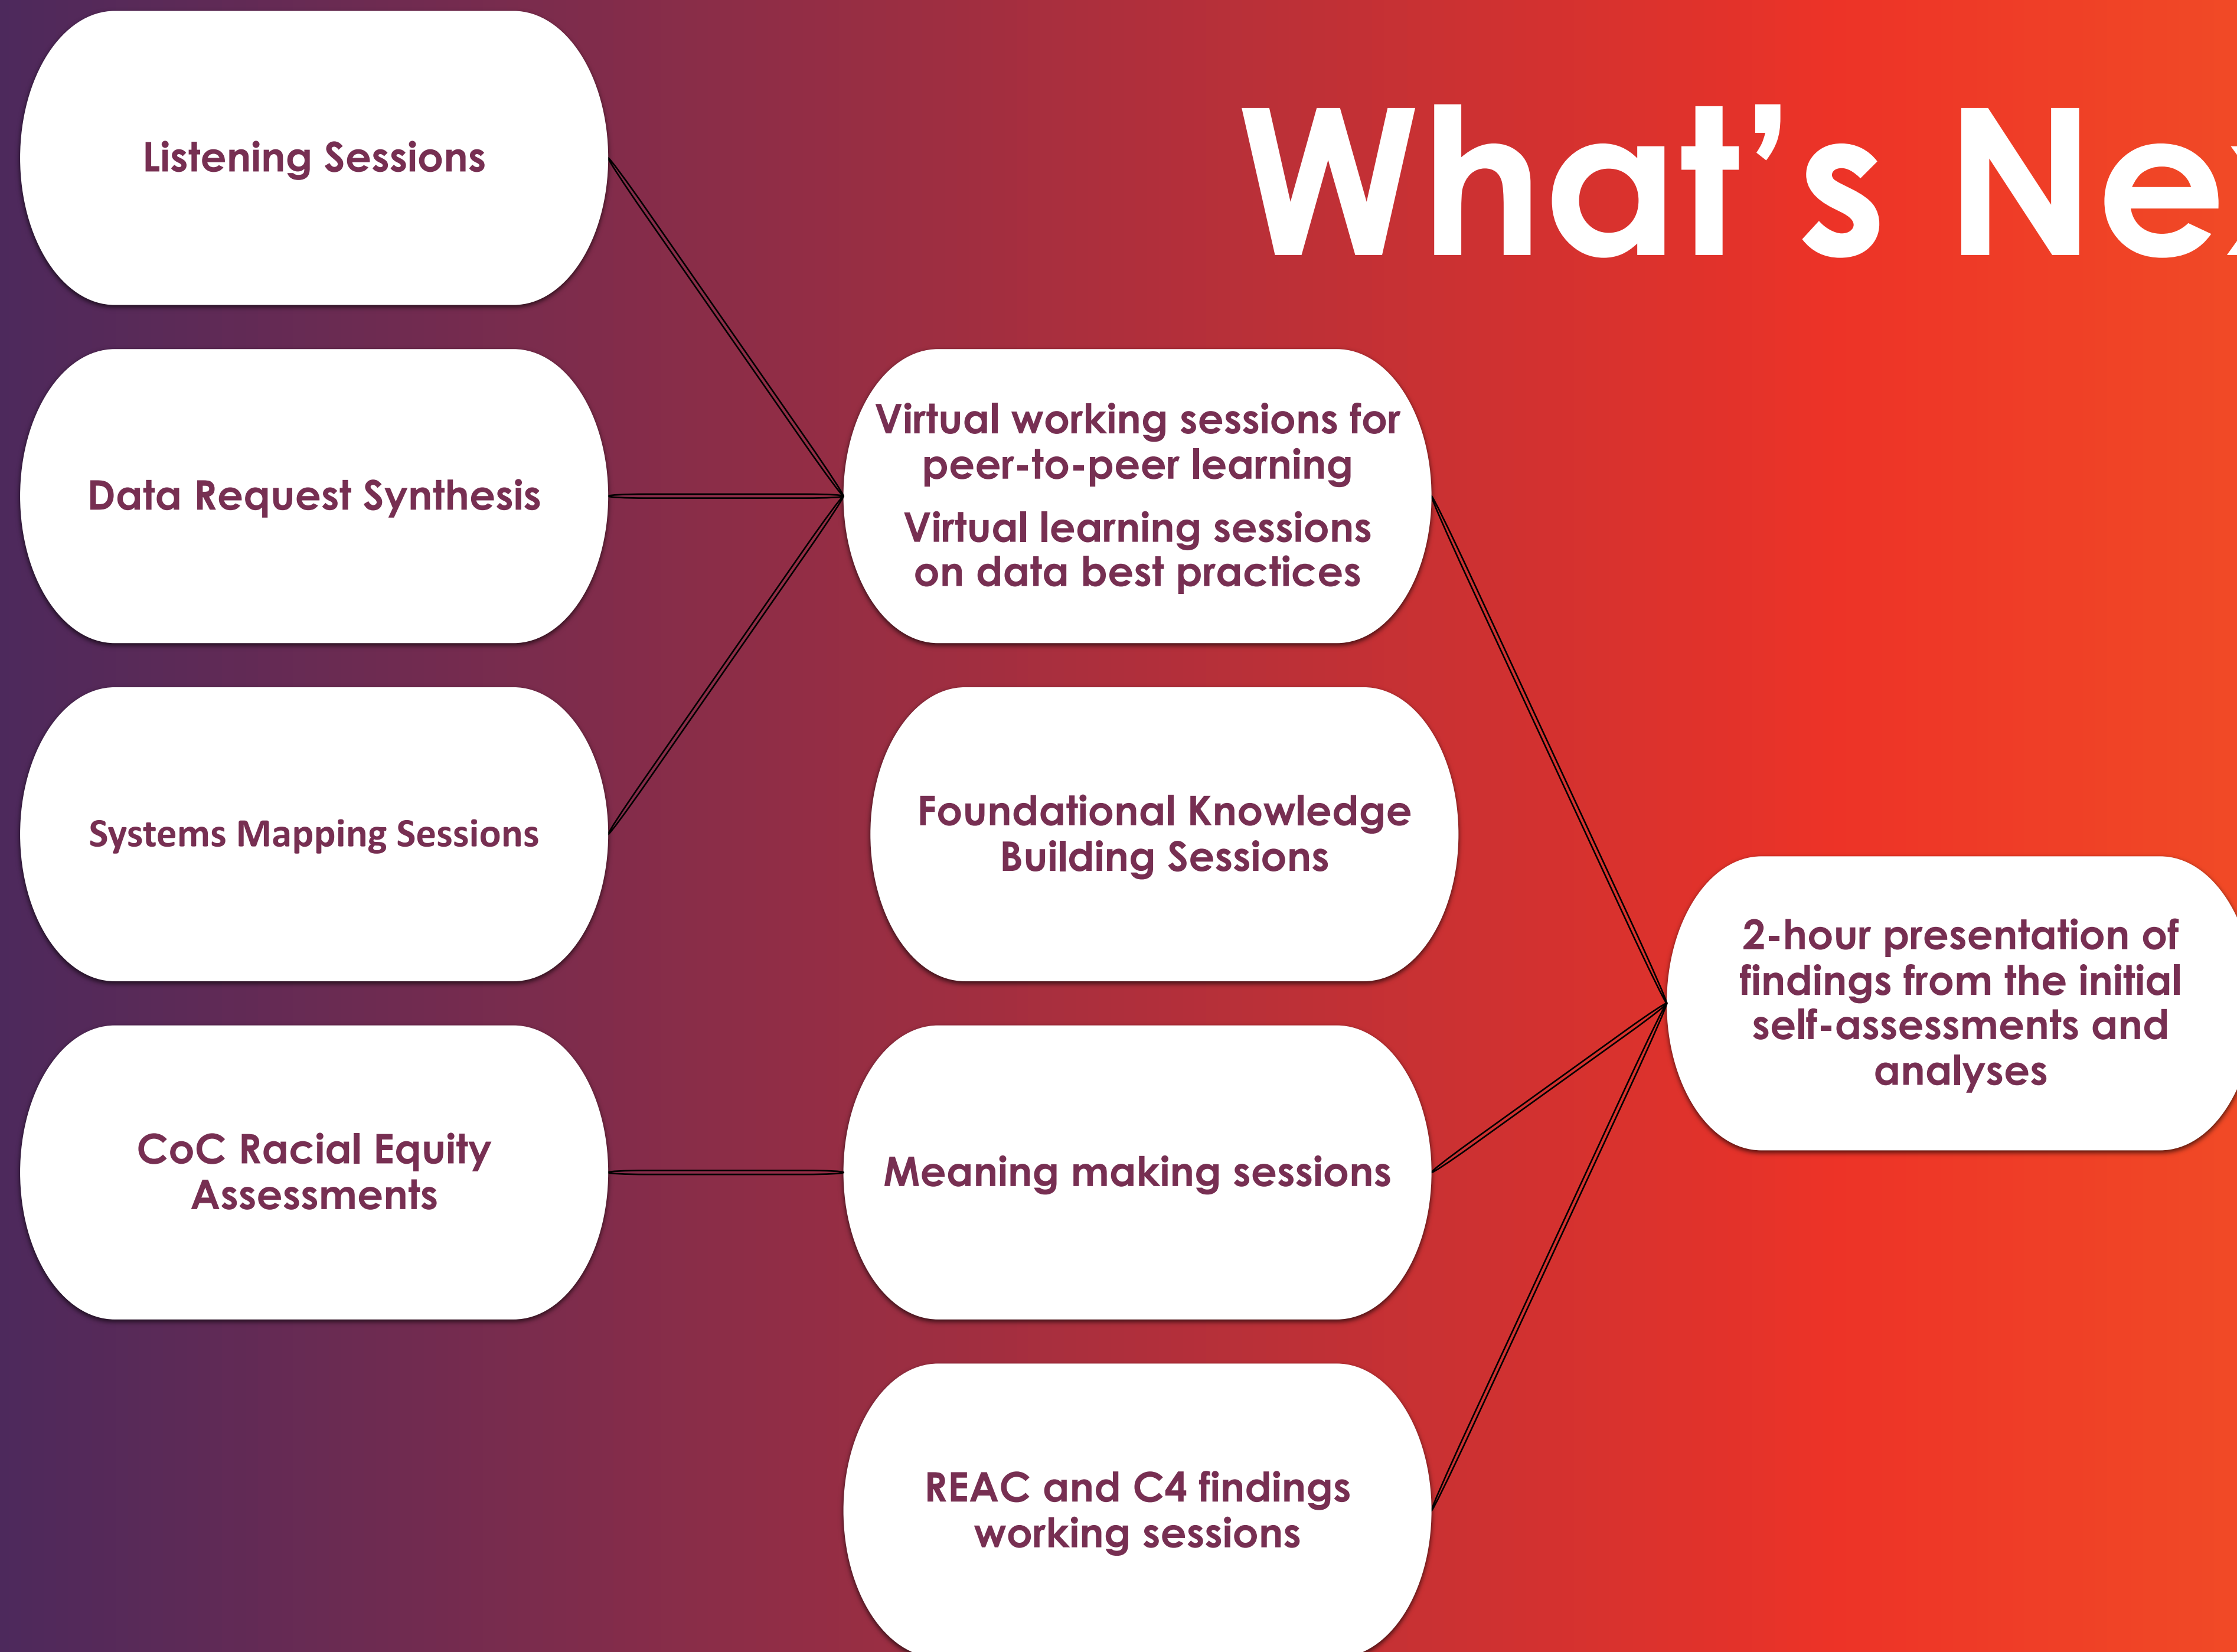 What's Ne
Listening Sessions
Data Request Synthesis
Systems Mapping Sessions
CoC Racial Equity
Assessments
Virtual working sessions for
peer-to-peer learning
Virtual learning sessions
on data best practices
Foundational Knowledge
Building Sessions
Meaning making sessions
REAC and C4 findings
working sessions
2-hour presentation of
findings from the initial
self-assessments and
analyses